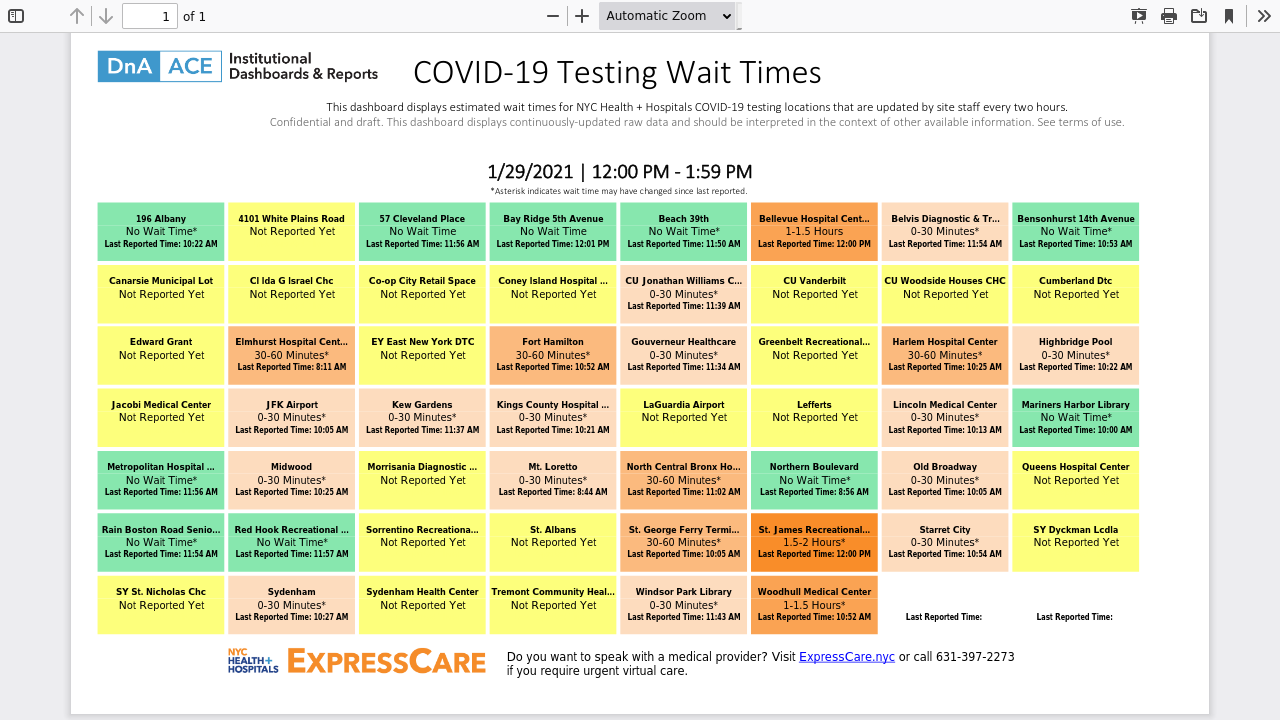 1 of 1 Automatic Zoom
DnA ACE Institutional
Dashboards & Reports
COVID-19 Testing Wait Times
This dashboard displays estimated wait times for NYC Health + Hospitals COVID-19 testing locations that are updated by site staff every two hours.
Confidential and draft. This dashboard displays continuously-updated raw data and should be interpreted in the context of other available information. See terms of use.
1/29/2021 | 12:00 PM - 1:59 PM
*Asterisk indicates wait time may have changed since last reported.
196 Albany
No Wait Time*
Last Reported Time: 10:22 AM
4101 White Plains Road
Not Reported Yet
57 Cleveland Place
No Wait Time
Last Reported Time: 11:56 AM
Bay Ridge 5th Avenue
No Wait Time
Last Reported Time: 12:01 PM
Beach 39th
No Wait Time*
Last Reported Time: 11:50 AM
Bellevue Hospital Cent...
1-1.5 Hours
Last Reported Time: 12:00 PM
Belvis Diagnostic & Tr...
0-30 Minutes*
Last Reported Time: 11:54 AM
Bensonhurst 14th Avenue
No Wait Time*
Last Reported Time: 10:53 AM
Canarsie Municipal Lot
Not Reported Yet
CI Ida G Israel Chc
Not Reported Yet
Co-op City Retail Space
Not Reported Yet
Coney Island Hospital ...
Not Reported Yet
CU Jonathan Williams C...
0-30 Minutes*
Last Reported Time: 11:39 AM
CU Vanderbilt
Not Reported Yet
CU Woodside Houses CHC
Not Reported Yet
Cumberland Dtc
Not Reported Yet
Edward Grant
Not Reported Yet
Elmhurst Hospital Cent...
30-60 Minutes*
Last Reported Time: 8:11 AM
EY East New York DTC
Not Reported Yet
Fort Hamilton
30-60 Minutes*
Last Reported Time: 10:52 AM
Gouverneur Healthcare
0-30 Minutes*
Last Reported Time: 11:34 AM
Greenbelt Recreational...
Not Reported Yet
Harlem Hospital Center
30-60 Minutes*
Last Reported Time: 10:25 AM
Highbridge Pool
0-30 Minutes*
Last Reported Time: 10:22 AM
Jacobi Medical Center
Not Reported Yet
JFK Airport
0-30 Minutes*
Last Reported Time: 10:05 AM
Kew Gardens
0-30 Minutes*
Last Reported Time: 11:37 AM
Kings County Hospital ...
0-30 Minutes*
Last Reported Time: 10:21 AM
LaGuardia Airport
Not Reported Yet
Lefferts
Not Reported Yet
Lincoln Medical Center
0-30 Minutes*
Last Reported Time: 10:13 AM
Mariners Harbor Library
No Wait Time*
Last Reported Time: 10:00 AM
Metropolitan Hospital ...
No Wait Time*
Last Reported Time: 11:56 AM
Midwood
0-30 Minutes*
Last Reported Time: 10:25 AM
Morrisania Diagnostic ...
Not Reported Yet
Mt. Loretto
0-30 Minutes*
Last Reported Time: 8:44 AM
North Central Bronx Ho...
30-60 Minutes*
Last Reported Time: 11:02 AM
Northern Boulevard
No Wait Time*
Last Reported Time: 8:56 AM
Old Broadway
0-30 Minutes*
Last Reported Time: 10:05 AM
Queens Hospital Center
Not Reported Yet
Rain Boston Road Senio...
No Wait Time*
Last Reported Time: 11:54 AM
Red Hook Recreational ...
No Wait Time*
Last Reported Time: 11:57 AM
Sorrentino Recreationa...
Not Reported Yet
St. Albans
Not Reported Yet
St. George Ferry Termi...
30-60 Minutes*
Last Reported Time: 10:05 AM
St. James Recreational...
1.5-2 Hours*
Last Reported Time: 12:00 PM
Starret City
0-30 Minutes*
Last Reported Time: 10:54 AM
SY Dyckman Lcdla
Not Reported Yet
SY St. Nicholas Chc
Not Reported Yet
Sydenham
0-30 Minutes*
Last Reported Time: 10:27 AM
Sydenham Health Center
Not Reported Yet
Tremont Community Heal...
Not Reported Yet
Windsor Park Library
0-30 Minutes*
Last Reported Time: 11:43 AM
Woodhull Medical Center
1-1.5 Hours*
Last Reported Time: 10:52 AM
Last Reported Time:
Last Reported Time:
NYC
HEALTH+
HOSPITALS
EXPRESSCARE
Do you want to speak with a medical provider? Visit ExpressCare.nyc or call 631-397-2273
if you require urgent virtual care.